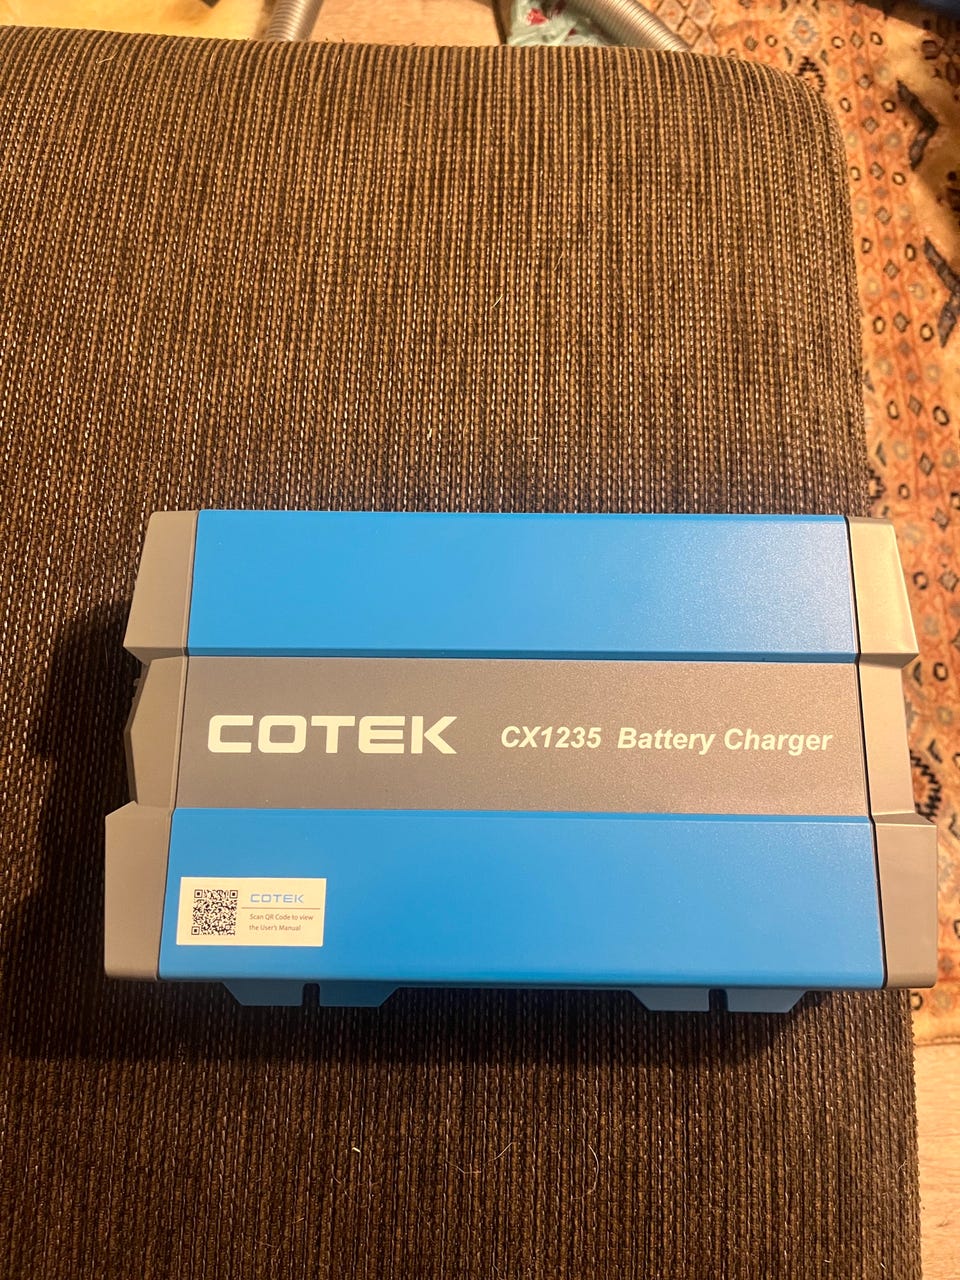 COTEK CX1235 Battery Charger
COTEK
Scan QR Code to view
the User's Manual